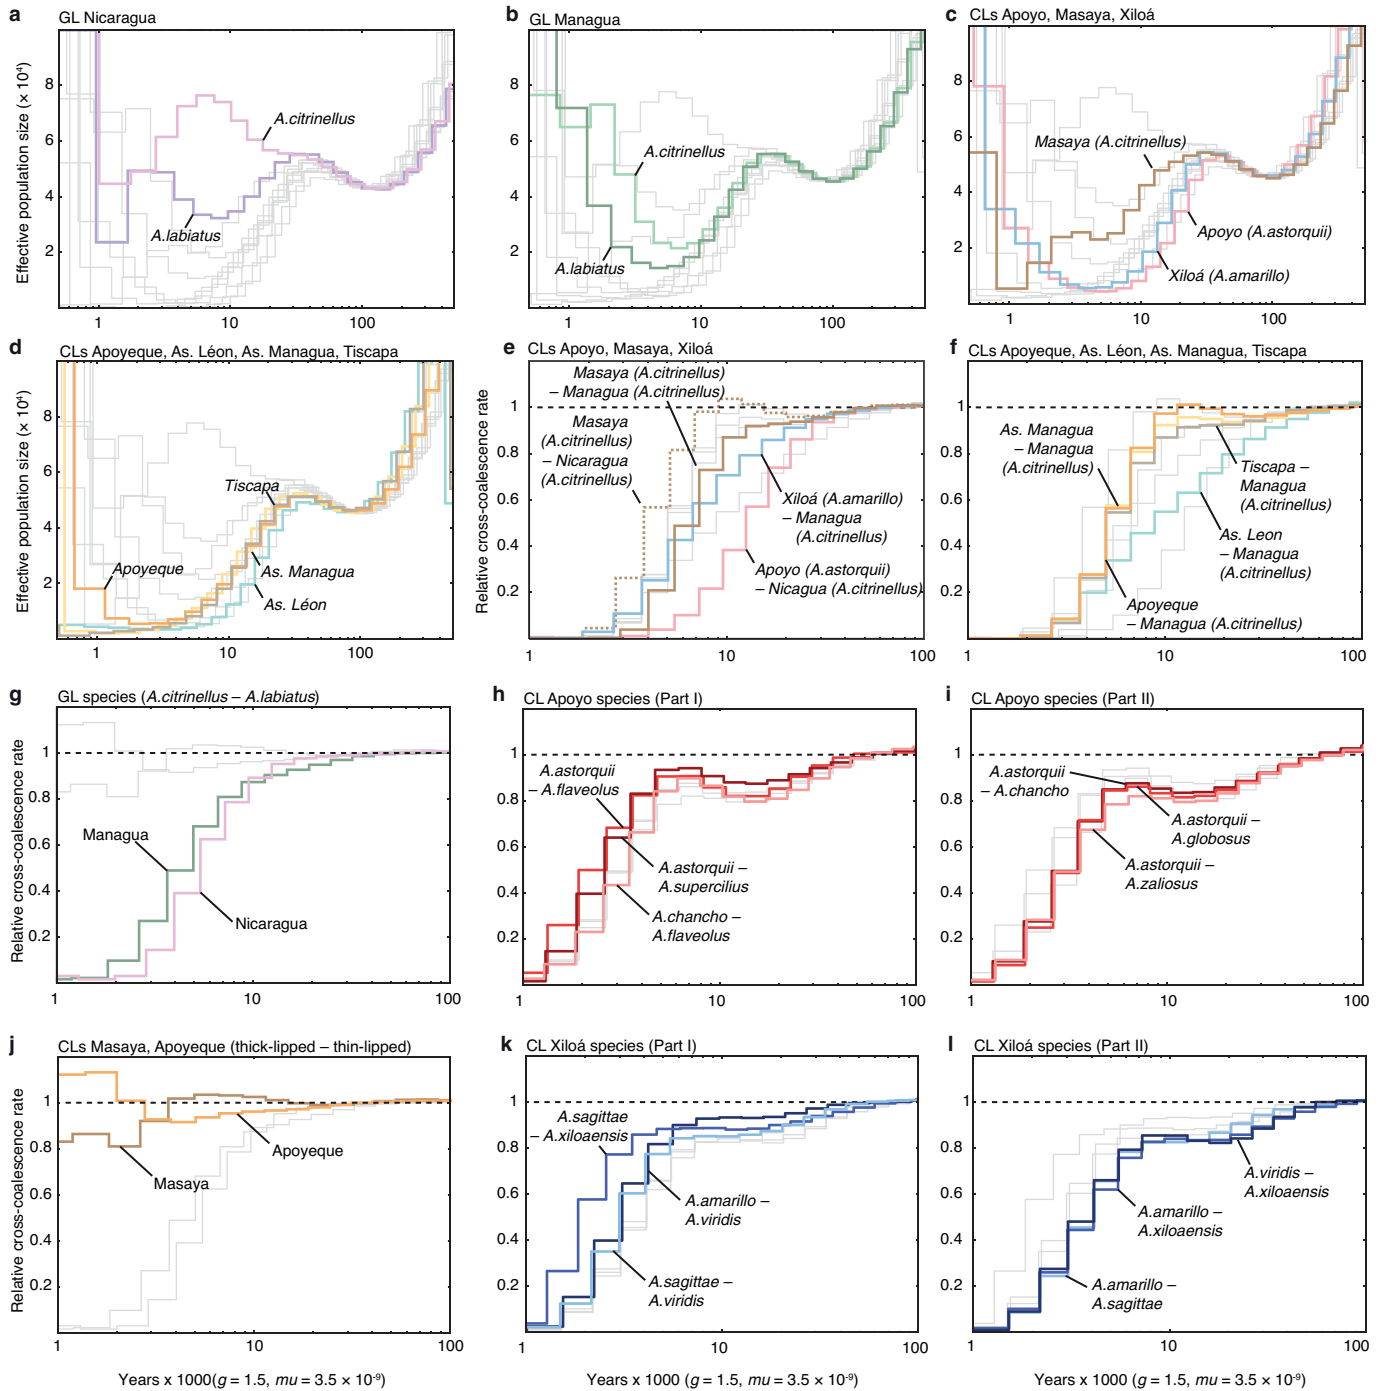 a
GL Nicaragua
Effective population size (× 10⁴)
8
6
4
2
A.citrinellus
A.labiatus
1
10
100
b
GL Managua
A.citrinellus
A.labiatus
1
10
100
c
CLs Apoyo, Masaya, Xiloá
8
6
4
2
Masaya (A.citrinellus)
Apoyo (A.astorquii)
Xiloá (A.amarillo)
1
10
100
d
CLs Apoyeque, As. Léon, As. Managua, Tiscapa
Effective population size (× 10⁴)
8
6
4
2
Tiscapa
Apoyeque
As. Managua
As. Léon
1
10
100
e
CLs Apoyo, Masaya, Xiloá
Relative cross-coalescence rate
1
0.8
0.6
0.4
0.2
Masaya (A.citrinellus)
– Managua (A.citrinellus)
Masaya
(A.citrinellus)
– Nicaragua
(A.citrinellus)
Xiloá (A.amarillo)
– Managua
(A.citrinellus)
Apoyo (A.astorquii)
– Nicagua (A.citrinellus)
1
10
100
f
CLs Apoyeque, As. Léon, As. Managua, Tiscapa
1
0.8
0.6
0.4
0.2
As. Managua
– Managua
(A.citrinellus)
Tiscapa –
Managua
(A.citrinellus)
As. Leon
– Managua
(A.citrinellus)
Apoyeque
– Managua (A.citrinellus)
1
10
100
g
GL species (A.citrinellus – A.labiatus)
Relative cross-coalescence rate
1
0.8
0.6
0.4
0.2
Managua
Nicaragua
1
10
100
h
CL Apoyo species (Part I)
1
0.8
0.6
0.4
0.2
A.astorquii
– A.flaveolus
A.astorquii –
A.supercilius
A.chancho –
A.flaveolus
1
10
100
i
CL Apoyo species (Part II)
1
0.8
0.6
0.4
0.2
A.astorquii
– A.chancho
A.astorquii –
A.globosus
A.astorquii –
A.zaliosus
1
10
100
j
CLs Masaya, Apoyeque (thick-lipped – thin-lipped)
Relative cross-coalescence rate
1
0.8
0.6
0.4
0.2
Apoyeque
Masaya
1
10
100
Years x 1000(g = 1.5, mu = 3.5 × 10⁻⁹)
k
CL Xiloá species (Part I)
1
0.8
0.6
0.4
0.2
A.sagittae
– A.xiloaensis
A.amarillo –
A.viridis
A.sagittae –
A.viridis
1
10
100
Years x 1000 (g = 1.5, mu = 3.5 × 10⁻⁹)
l
CL Xiloá species (Part II)
1
0.8
0.6
0.4
0.2
A.viridis –
A.xiloaensis
A.amarillo –
A.xiloaensis
A.amarillo –
A.sagittae
1
10
100
Years x 1000 (g = 1.5, mu = 3.5 × 10⁻⁹)